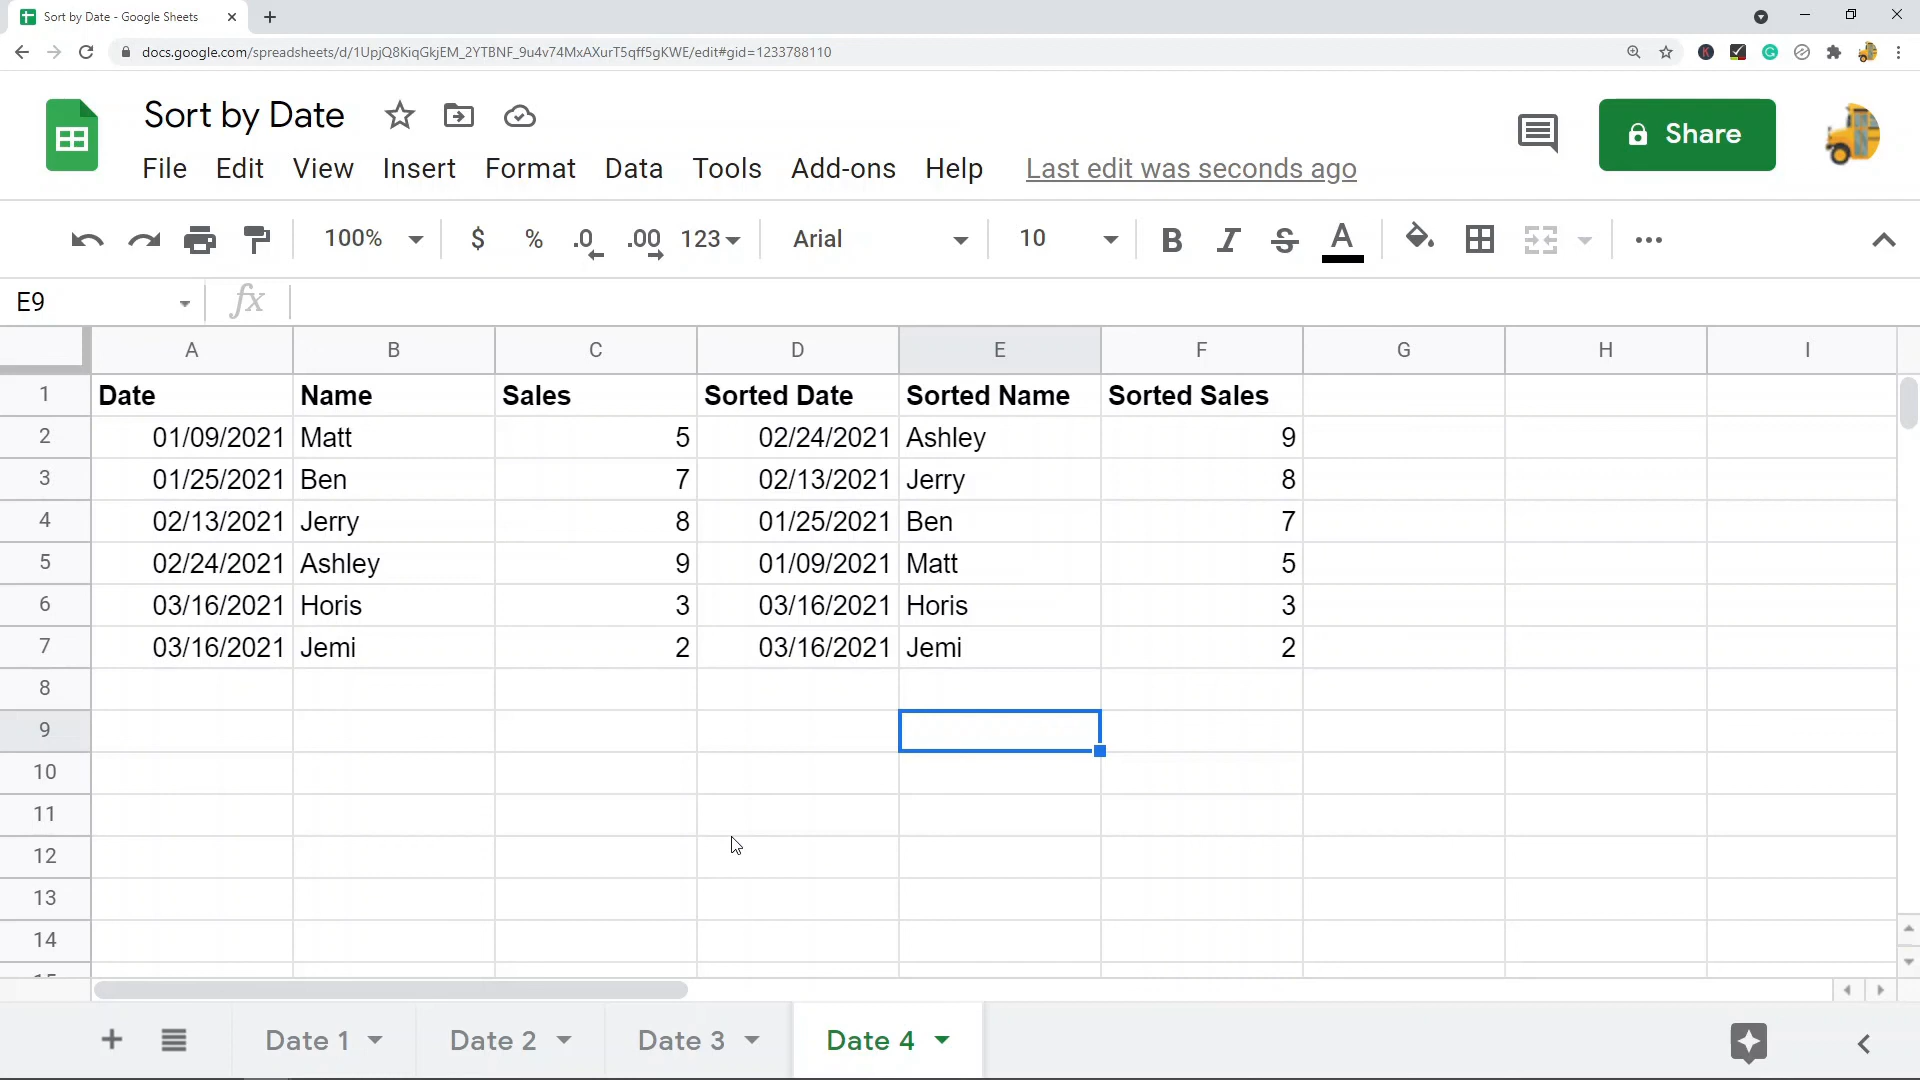 Sort by Date - Google Sheets
docs.google.com/spreadsheets/d/1UpjQ8KiqGkjEM_2YTBNF_9u4v74MxAXurT5qff5gKWE/edit#gid=1233788110
Sort by Date
Share
File Edit View Insert Format Data Tools Add-ons Help Last edit was seconds ago
100% $ % .0 .00 123 Arial 10 B I S A
E9 fx
A B C D E F G H I
1 Date Name Sales Sorted Date Sorted Name Sorted Sales
2 01/09/2021 Matt 5 02/24/2021 Ashley 9
3 01/25/2021 Ben 7 02/13/2021 Jerry 8
4 02/13/2021 Jerry 8 01/25/2021 Ben 7
5 02/24/2021 Ashley 9 01/09/2021 Matt 5
6 03/16/2021 Horis 3 03/16/2021 Horis 3
7 03/16/2021 Jemi 2 03/16/2021 Jemi 2
8
9
10
11
12
13
14
Date 1 Date 2 Date 3 Date 4